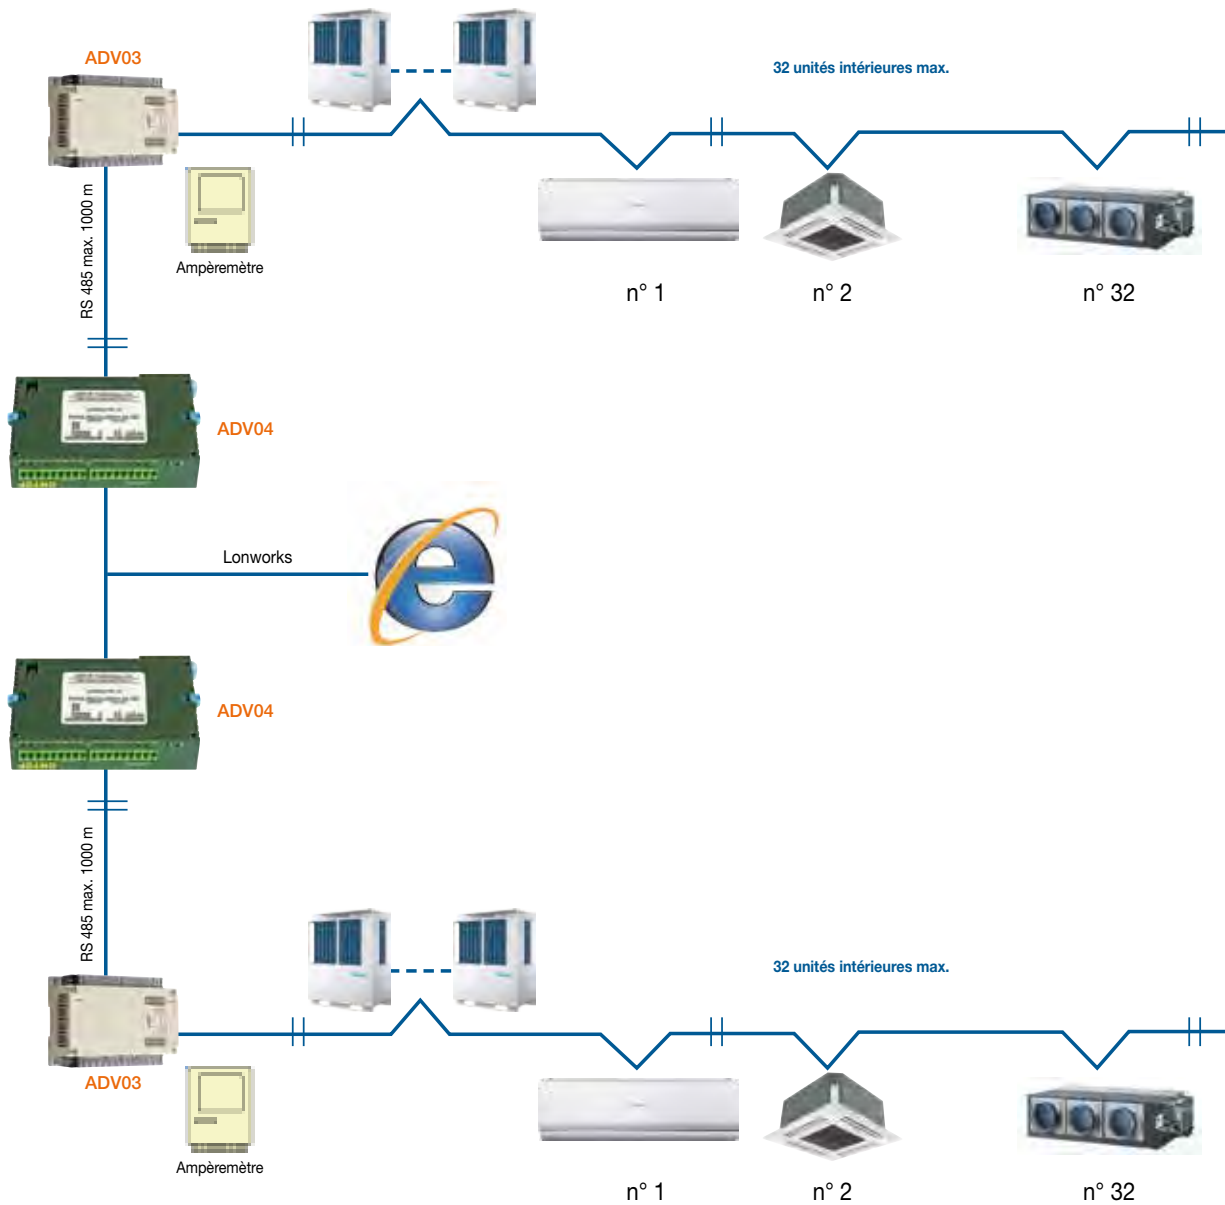 ADV03
32 unités intérieures max.
RS 485 max. 1000 m
Ampèremètre
n° 1
n° 2
n° 32
ADV04
Lonworks
ADV04
RS 485 max. 1000 m
32 unités intérieures max.
ADV03
Ampèremètre
n° 1
n° 2
n° 32